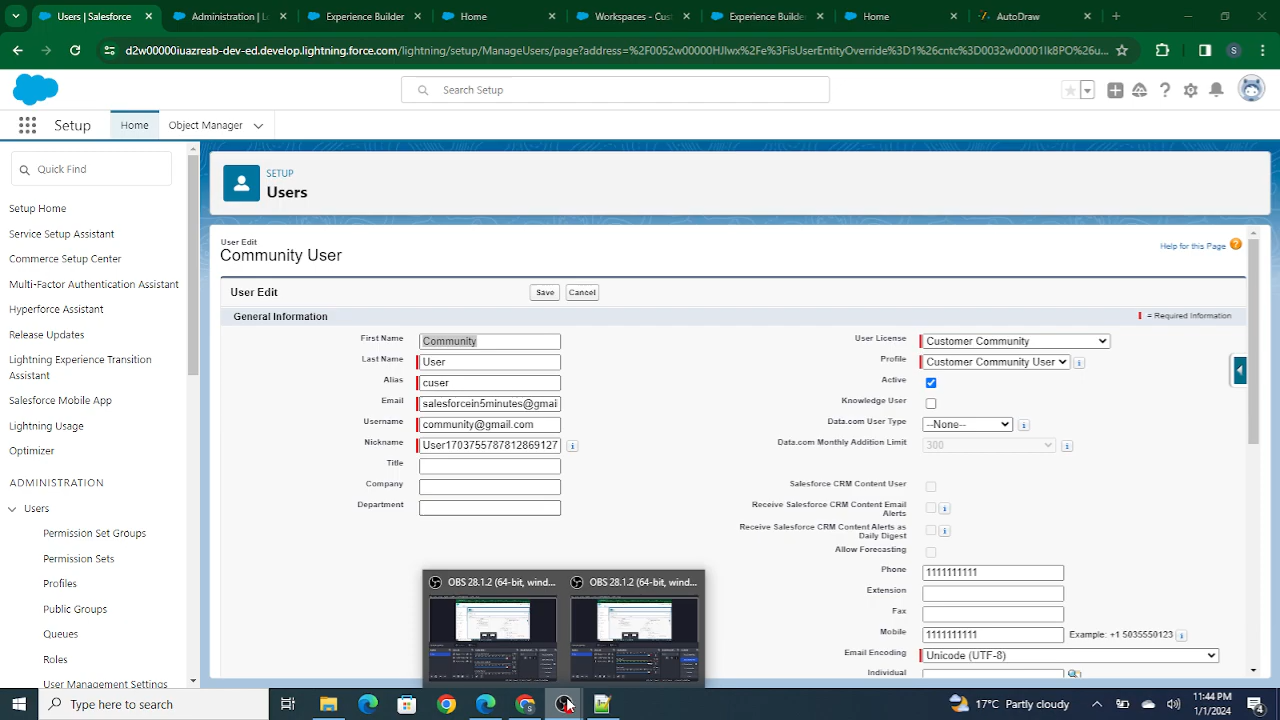 Users | Salesforce
Administration | L
Experience Builder
Home
Workspaces - Cust
Experience Builder
Home
AutoDraw
d2w00000iuazreab-dev-ed.develop.lightning.force.com/lightning/setup/ManageUsers/page?address=%2F0052w00000HJlwx%2Fe%3FisUserEntityOverride%3D1%26cntc%3D0032w00001Ik8PO%26u...
S
Search Setup
Setup
Home
Object Manager
Quick Find
Setup Home
Service Setup Assistant
Commerce Setup Center
Multi-Factor Authentication Assistant
Hyperforce Assistant
Release Updates
Lightning Experience Transition
Assistant
Salesforce Mobile App
Lightning Usage
Optimizer
ADMINISTRATION
Users
Permission Set Groups
Permission Sets
Profiles
Public Groups
Queues
Roles
User Management Settings
SETUP
Users
User Edit
Community User
Help for this Page
User Edit
Save
Cancel
General Information
= Required Information
First Name
Community
Last Name
User
Alias
cuser
Email
salesforcein5minutes@gmai
Username
community@gmail.com
Nickname
User1703755787812869127
Title
Company
Department
User License
Customer Community
Profile
Customer Community User
Active
Knowledge User
Data.com User Type
--None--
Data.com Monthly Addition Limit
300
Salesforce CRM Content User
Receive Salesforce CRM Content Email
Alerts
Receive Salesforce CRM Content Alerts as
Daily Digest
Allow Forecasting
Phone
1111111111
Extension
Fax
Mobile
1111111111
Example: +1 5035550123
Email Encoding
Unicode (UTF-8)
Individual
OBS 28.1.2 (64-bit, wind...
OBS 28.1.2 (64-bit, wind...
Type here to search
17°C Partly cloudy
11:44 PM
1/1/2024
4